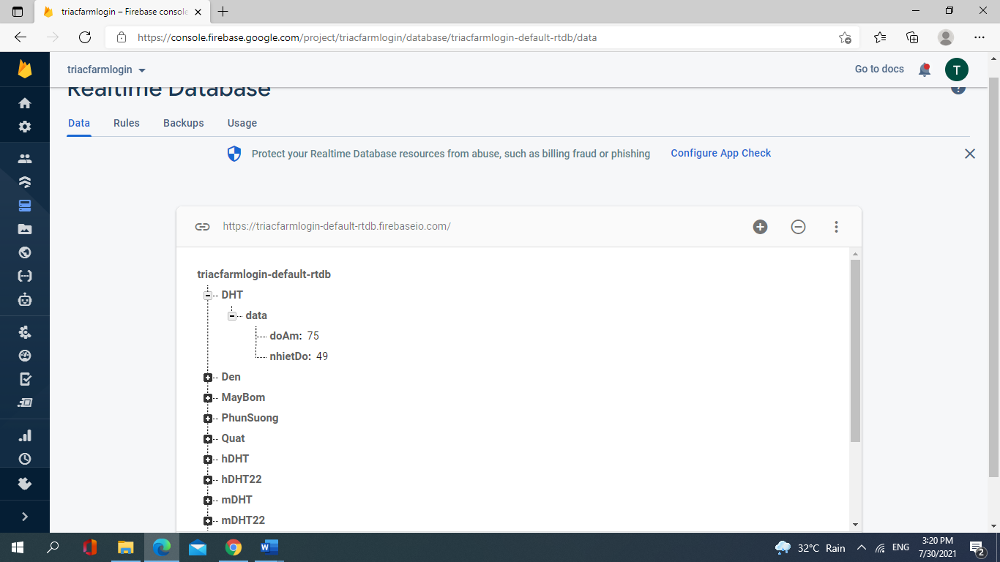 triacfarmlogin – Firebase console
https://console.firebase.google.com/project/triacfarmlogin/database/triacfarmlogin-default-rtdb/data
triacfarmlogin
Go to docs
T
Realtime Database
?
Data Rules Backups Usage
Protect your Realtime Database resources from abuse, such as billing fraud or phishing Configure App Check
https://triacfarmlogin-default-rtdb.firebaseio.com/
triacfarmlogin-default-rtdb
DHT
data
doAm: 75
nhietDo: 49
Den
MayBom
PhunSuong
Quat
hDHT
hDHT22
mDHT
mDHT22
32°C Rain
ENG
3:20 PM
7/30/2021
2